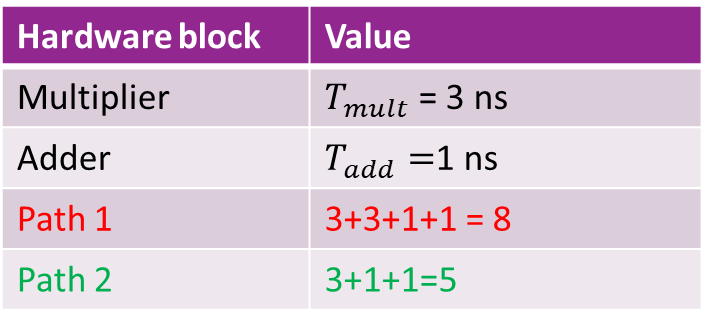 Hardware block Value
Multiplier T_mult = 3 ns
Adder T_add =1 ns
Path 1 3+3+1+1 = 8
Path 2 3+1+1=5